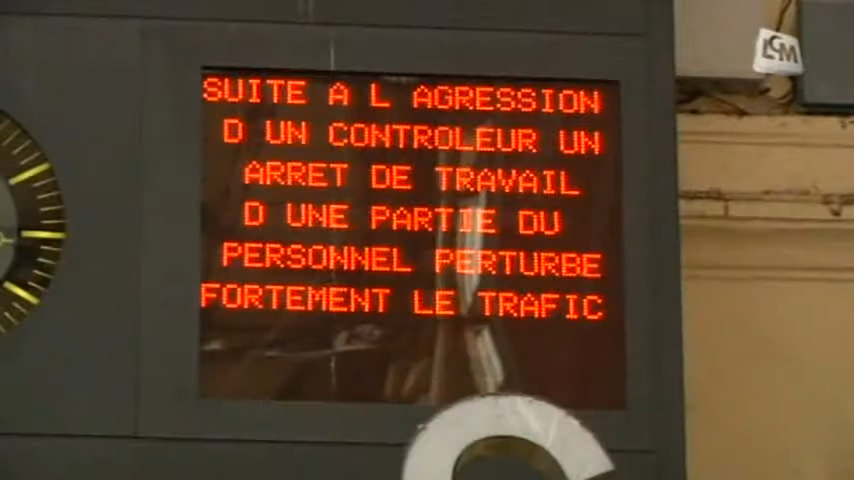 LCM
SUITE A L AGRESSION
D UN CONTROLEUR UN
ARRET DE TRAVAIL
D UNE PARTIE DU
PERSONNEL PERTURBE
FORTEMENT LE TRAFIC